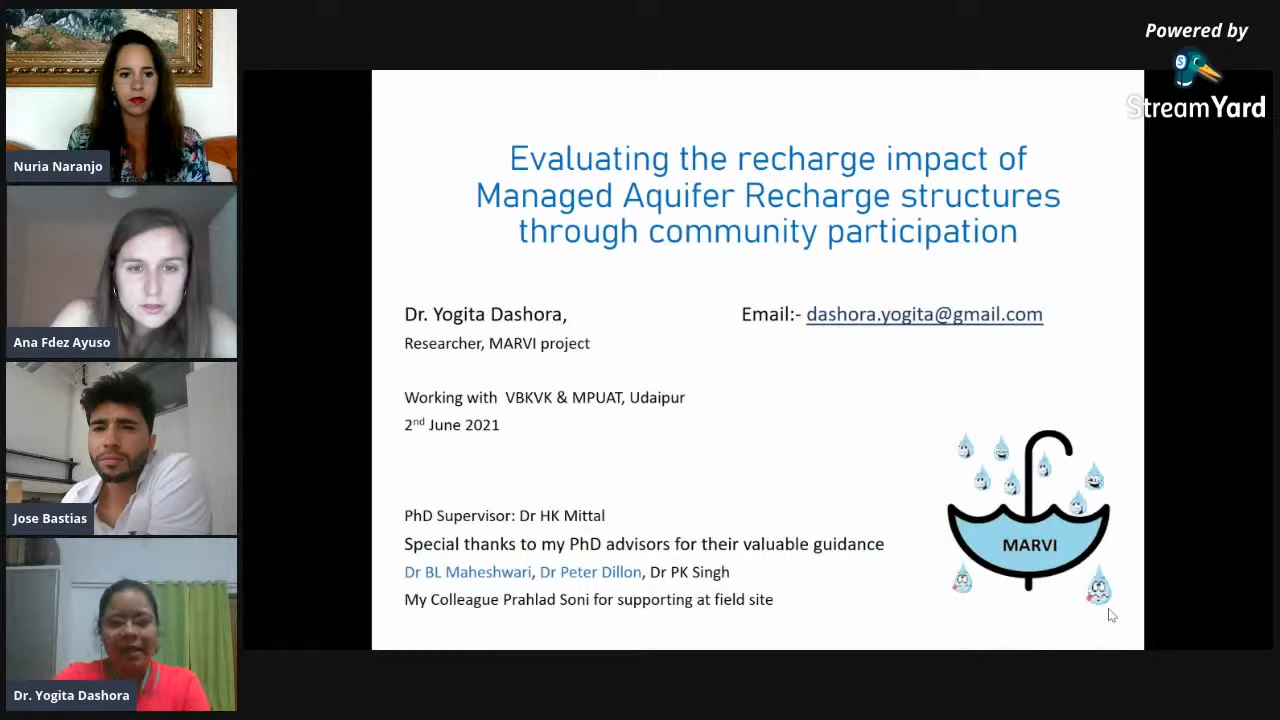 Nuria Naranjo
Ana Fdez Ayuso
Jose Bastias
Dr. Yogita Dashora
Evaluating the recharge impact of
Managed Aquifer Recharge structures
through community participation
Dr. Yogita Dashora,
Email:- dashora.yogita@gmail.com
Researcher, MARVI project
Working with VBKVK & MPUAT, Udaipur
2nd June 2021
PhD Supervisor: Dr HK Mittal
Special thanks to my PhD advisors for their valuable guidance
Dr BL Maheshwari, Dr Peter Dillon, Dr PK Singh
My Colleague Prahlad Soni for supporting at field site
MARVI
Powered by
S
StreamYard